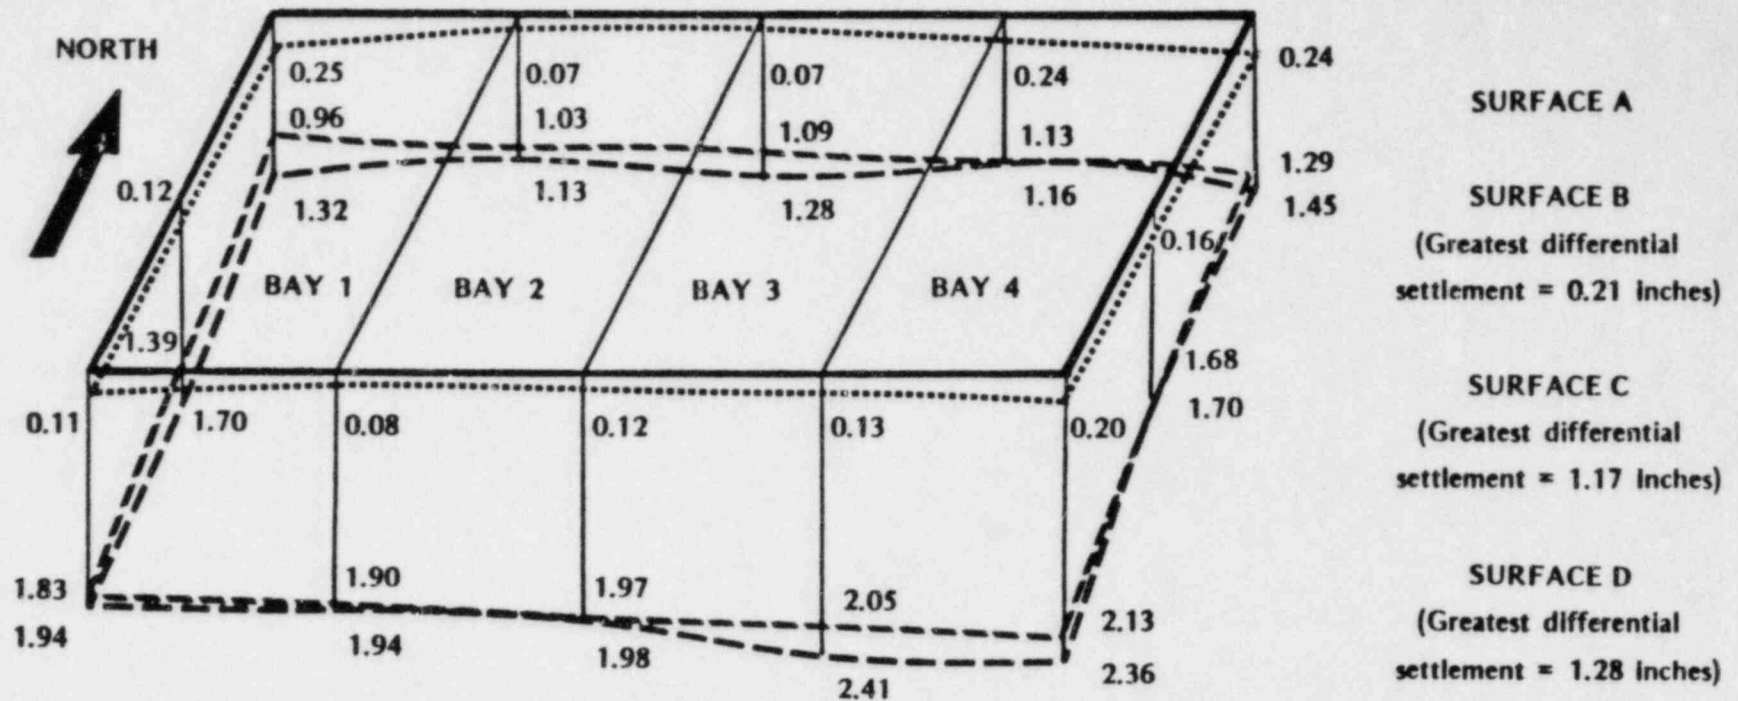 NORTH
0.25
0.07
0.07
0.24
0.24
SURFACE A
0.96
1.03
1.09
1.13
1.29
0.12
1.32
1.13
1.28
1.16
1.45
SURFACE B
(Greatest differential
settlement = 0.21 inches)
0.16
BAY 1
BAY 2
BAY 3
BAY 4
1.39
1.68
0.11
1.70
0.08
0.12
0.13
0.20
1.70
SURFACE C
(Greatest differential
settlement = 1.17 inches)
1.83
1.90
1.97
2.05
2.13
1.94
1.94
1.98
2.41
2.36
SURFACE D
(Greatest differential
settlement = 1.28 inches)